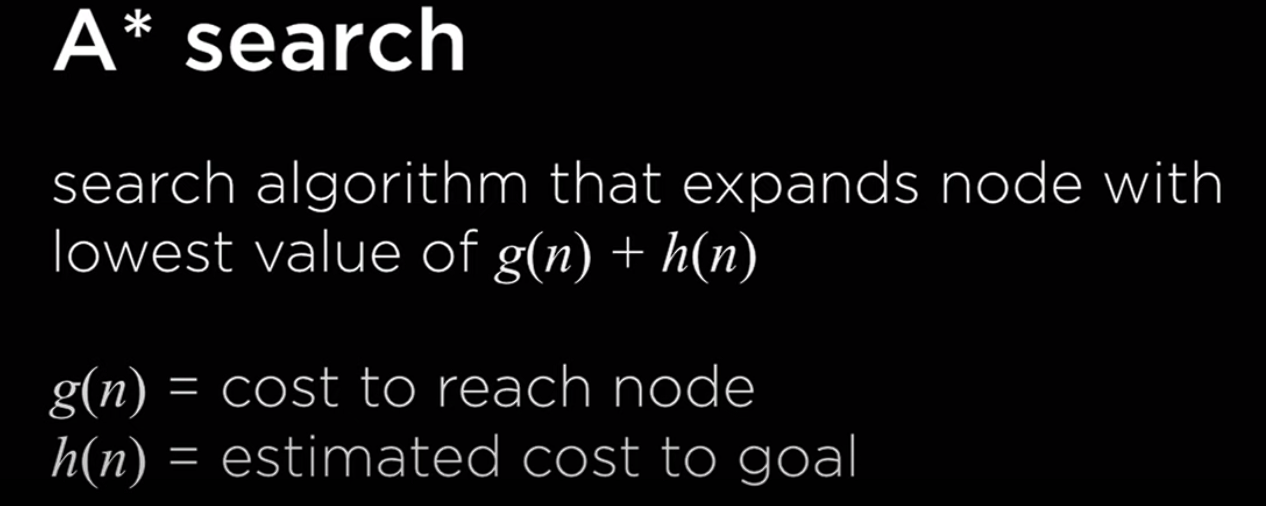 A* search
search algorithm that expands node with
lowest value of g(n) + h(n)
g(n) = cost to reach node
h(n) = estimated cost to goal